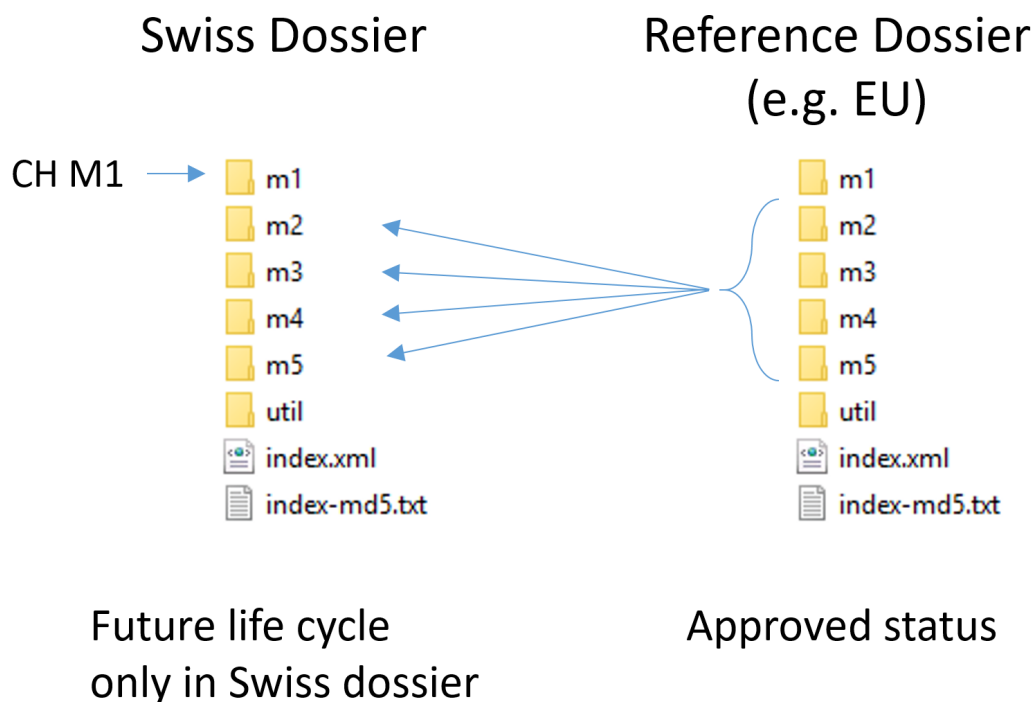 Swiss Dossier
Reference Dossier
(e.g. EU)
CH M1
m1
m2
m3
m4
m5
util
index.xml
index-md5.txt
m1
m2
m3
m4
m5
util
index.xml
index-md5.txt
Future life cycle
only in Swiss dossier
Approved status